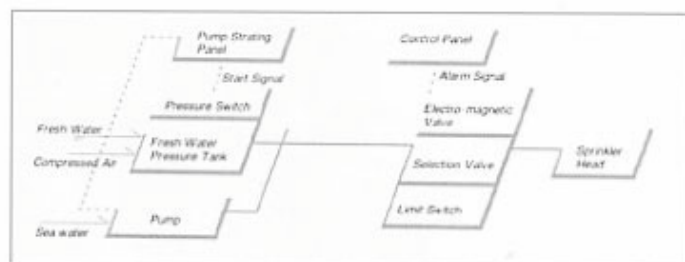 Pump Strating
Panel
Control Panel
Start Signal
Alarm Signal
Pressure Switch
Electro-magnetic
Valve
Fresh Water
Fresh Water
Pressure Tank
Compressed Air
Selection Valve
Sprinkler
Head
Limit Switch
Pump
Sea water